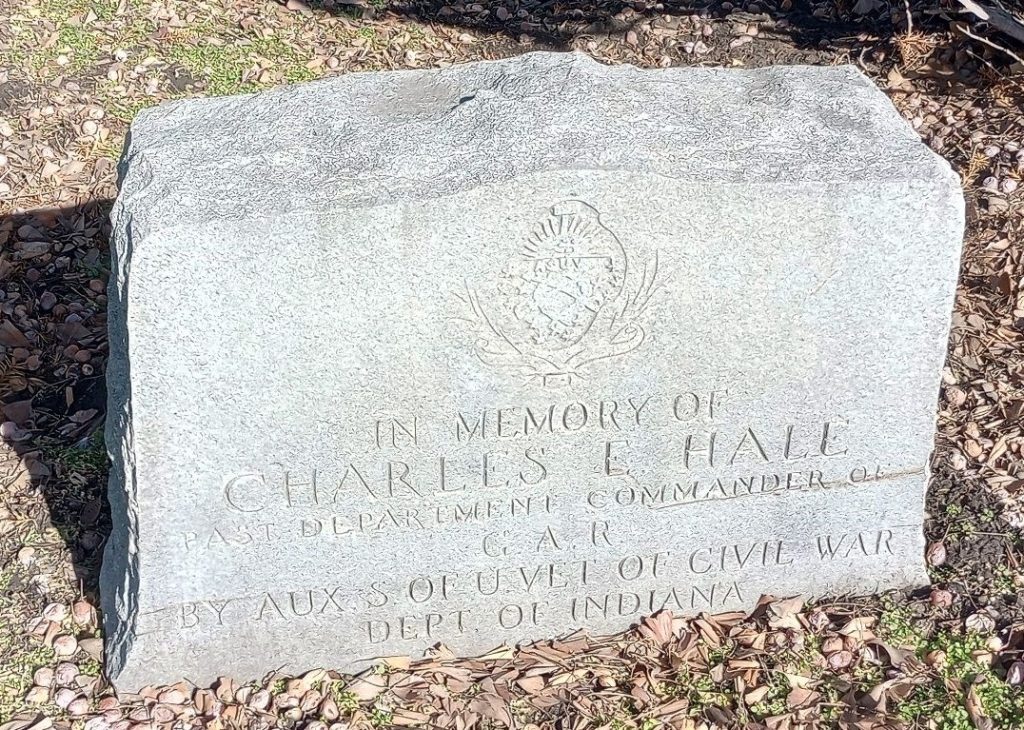 S.U.V.
IN MEMORY OF
CHARLES E. HALE
PAST DEPARTMENT COMMANDER OF
G. A. R.
BY AUX. S. OF U. VET. OF CIVIL WAR
DEPT. OF INDIANA